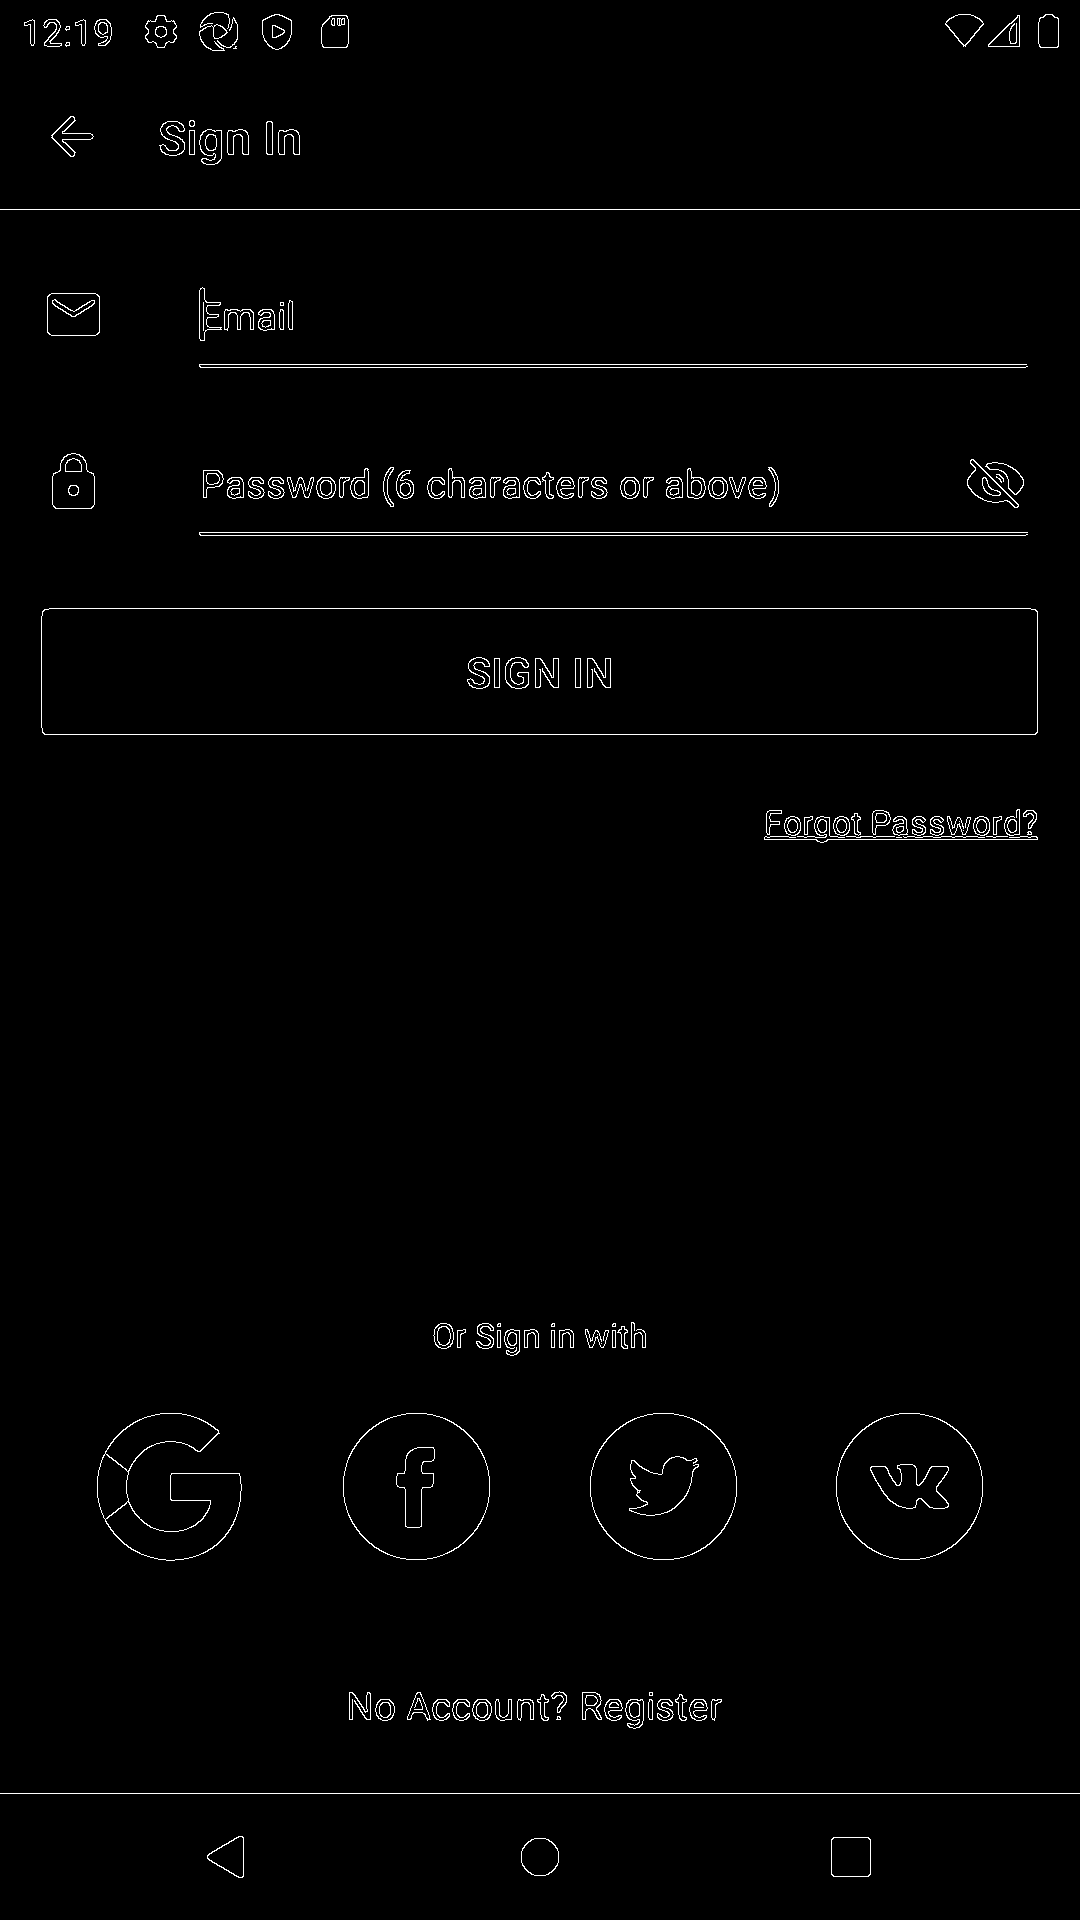 12:19
Sign In
Email
Password (6 characters or above)
SIGN IN
Forgot Password?
Or Sign in with
No Account? Register